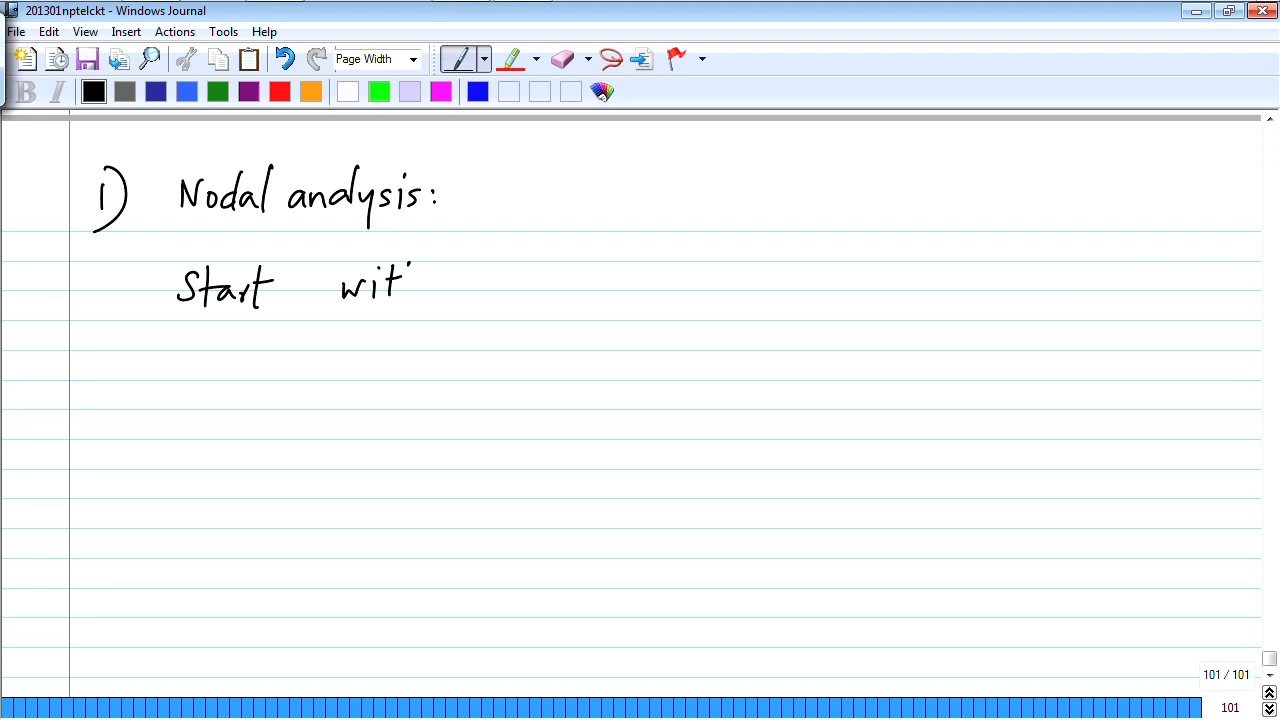 201301nptelckt - Windows Journal
File Edit View Insert Actions Tools Help
Page Width
B I
1) Nodal analysis:
Start wit
101 / 101
101